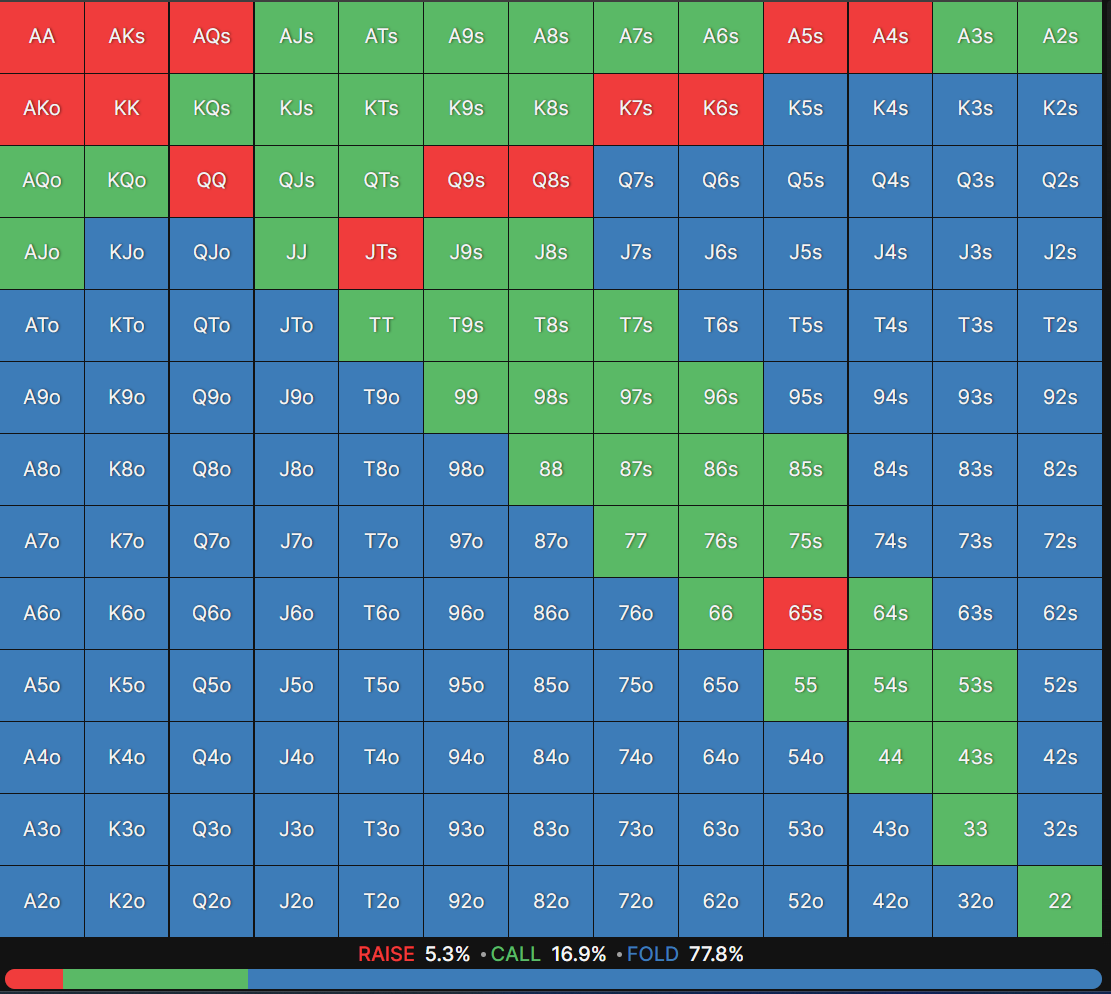 AA AKs AQs AJs ATs A9s A8s A7s A6s A5s A4s A3s A2s
AKo KK KQs KJs KTs K9s K8s K7s K6s K5s K4s K3s K2s
AQo KQo QQ QJs QTs Q9s Q8s Q7s Q6s Q5s Q4s Q3s Q2s
AJo KJo QJo JJ JTs J9s J8s J7s J6s J5s J4s J3s J2s
ATo KTo QTo JTo TT T9s T8s T7s T6s T5s T4s T3s T2s
A9o K9o Q9o J9o T9o 99 98s 97s 96s 95s 94s 93s 92s
A8o K8o Q8o J8o T8o 98o 88 87s 86s 85s 84s 83s 82s
A7o K7o Q7o J7o T7o 97o 87o 77 76s 75s 74s 73s 72s
A6o K6o Q6o J6o T6o 96o 86o 76o 66 65s 64s 63s 62s
A5o K5o Q5o J5o T5o 95o 85o 75o 65o 55 54s 53s 52s
A4o K4o Q4o J4o T4o 94o 84o 74o 64o 54o 44 43s 42s
A3o K3o Q3o J3o T3o 93o 83o 73o 63o 53o 43o 33 32s
A2o K2o Q2o J2o T2o 92o 82o 72o 62o 52o 42o 32o 22
RAISE 5.3% • CALL 16.9% • FOLD 77.8%